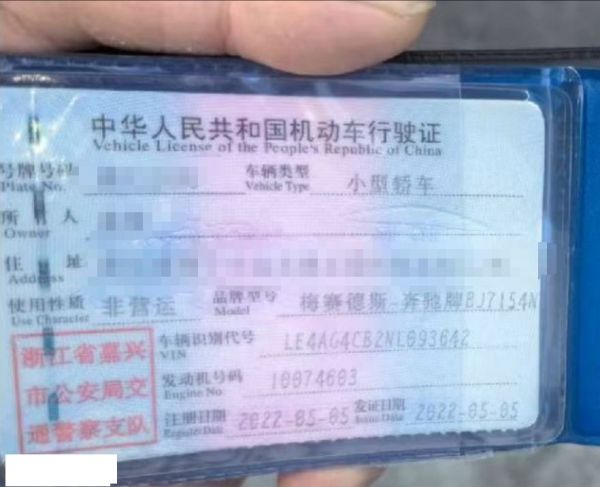 中华人民共和国机动车行驶证
Vehicle License of the People's Republic of China
号牌号码 车辆类型 小型轿车
Plate No. Vehicle Type
所 人
Owner
住 址
Address
使用性质 非营运 品牌型号 梅赛德斯-奔驰牌BJ7154N
Use Character Model
浙江省嘉兴
市公安局交
通警察支队
车辆识别代号 LE4AG4CB2NL093642
VIN
发动机号码 10074603
Engine No.
注册日期 2022-05-05 发证日期 2022-05-05
Register Date Issue Date